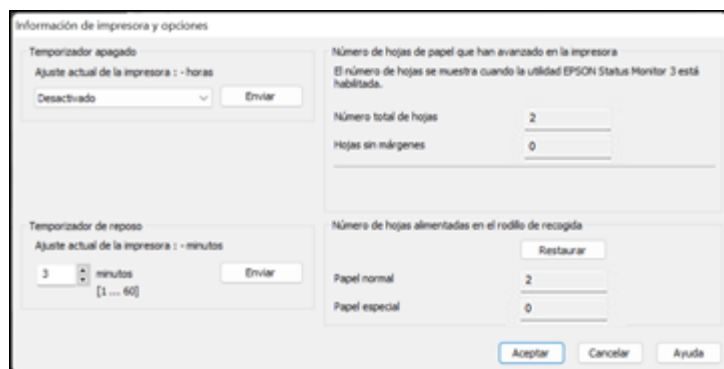 Información de impresora y opciones
Temporizador apagado
Ajuste actual de la impresora : - horas
Desactivado
Enviar
Número de hojas de papel que han avanzado en la impresora
El número de hojas se muestra cuando la utilidad EPSON Status Monitor 3 está
habilitada.
Número total de hojas
2
Hojas sin márgenes
0
Temporizador de reposo
Ajuste actual de la impresora : - minutos
3
minutos
Enviar
[1 ... 60]
Número de hojas alimentadas en el rodillo de recogida
Restaurar
Papel normal
2
Papel especial
0
Aceptar
Cancelar
Ayuda